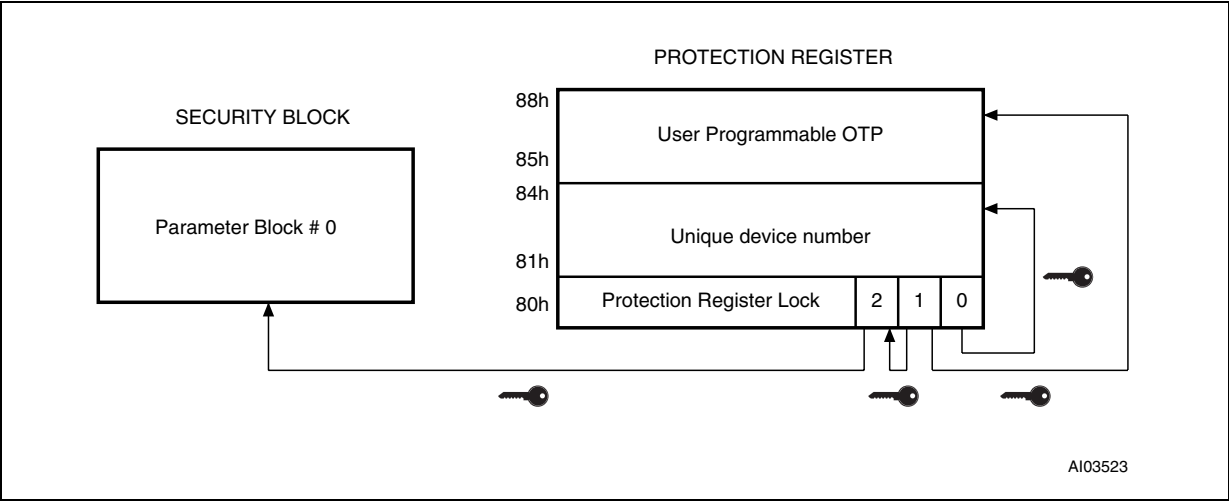 PROTECTION REGISTER
SECURITY BLOCK
88h
User Programmable OTP
85h
84h
Parameter Block # 0
Unique device number
81h
80h
Protection Register Lock
2
1
0
AI03523